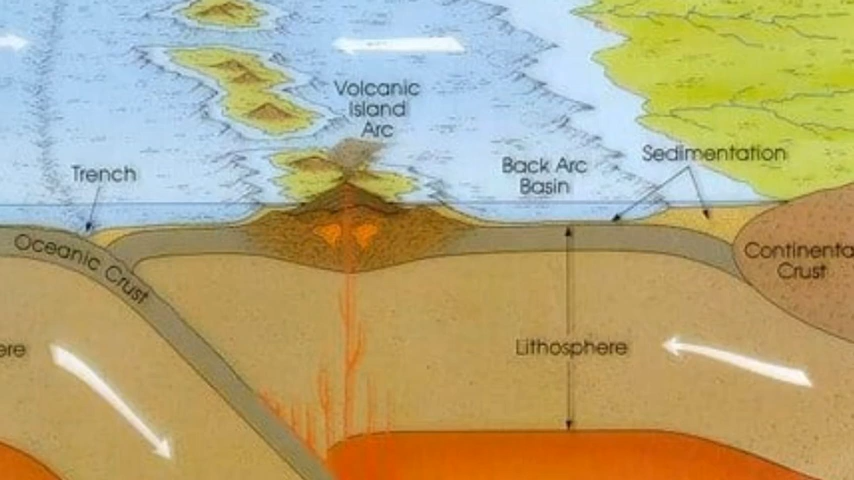 Volcanic
Island
Arc
Trench
Back Arc
Basin
Sedimentation
Oceanic Crust
Continenta
Crust
ere
Lithosphere